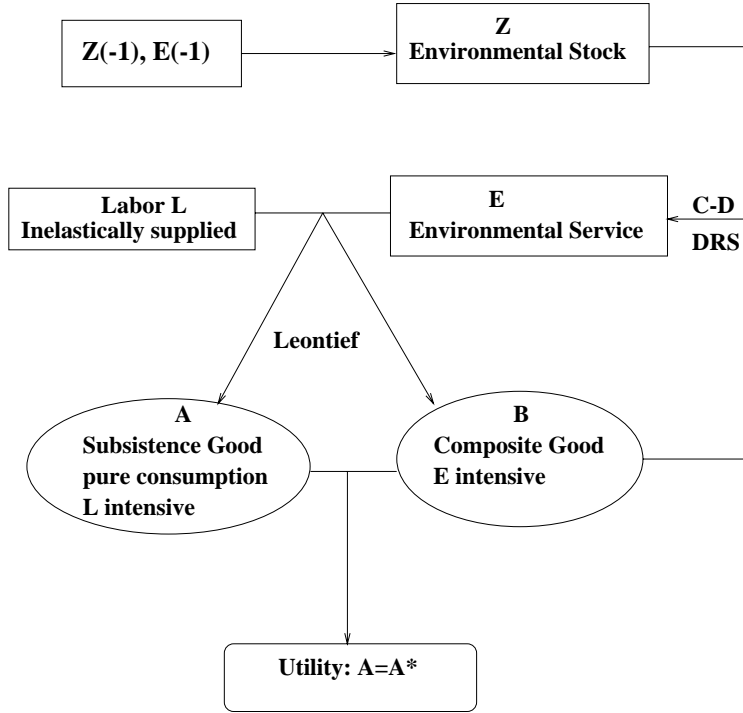 Z(-1), E(-1)
Z
Environmental Stock
Labor L
Inelastically supplied
E
Environmental Service
C-D
DRS
Leontief
A
Subsistence Good
pure consumption
L intensive
B
Composite Good
E intensive
Utility: A=A*